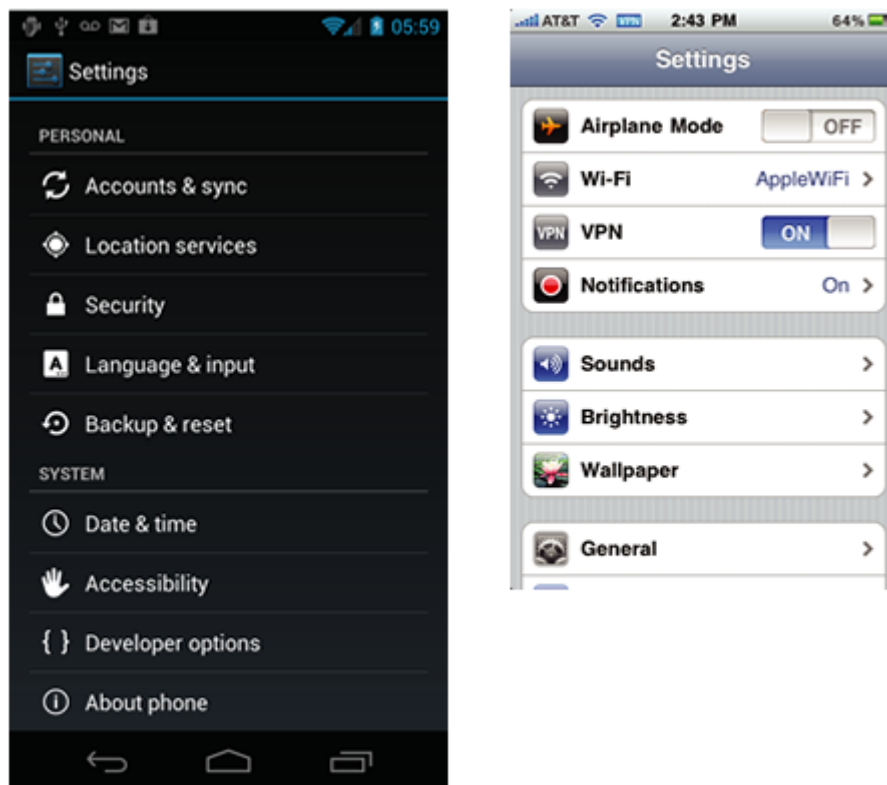 05:59
Settings
PERSONAL
Accounts & sync
Location services
Security
A Language & input
Backup & reset
SYSTEM
Date & time
Accessibility
{ } Developer options
About phone
AT&T VPN 2:43 PM 64%
Settings
Airplane Mode OFF
Wi-Fi AppleWiFi >
VPN VPN ON
Notifications On >
Sounds >
Brightness >
Wallpaper >
General >